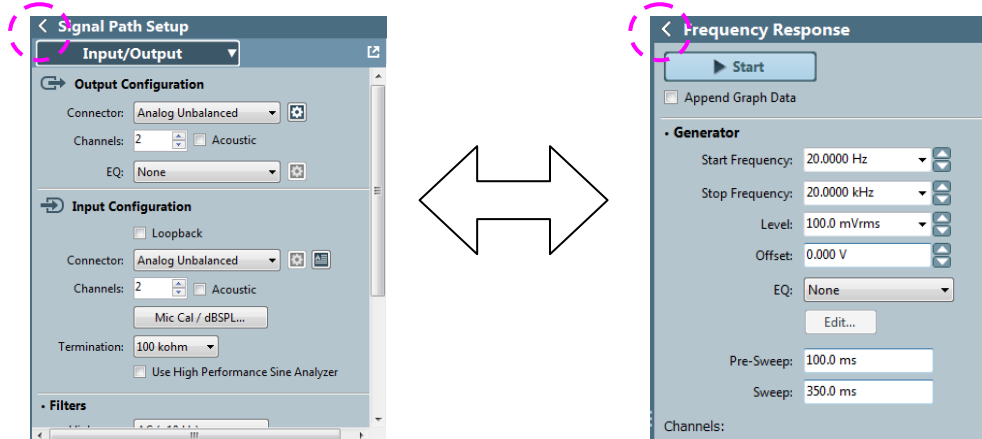 Signal Path Setup
Input/Output
Output Configuration
Connector: Analog Unbalanced
Channels: 2 Acoustic
EQ: None
Input Configuration
Loopback
Connector: Analog Unbalanced
Channels: 2 Acoustic
Mic Cal / dBSPL...
Termination: 100 kohm
Use High Performance Sine Analyzer
• Filters
Frequency Response
Start
Append Graph Data
• Generator
Start Frequency: 20.0000 Hz
Stop Frequency: 20.0000 kHz
Level: 100.0 mVrms
Offset: 0.000 V
EQ: None
Edit...
Pre-Sweep: 100.0 ms
Sweep: 350.0 ms
Channels: